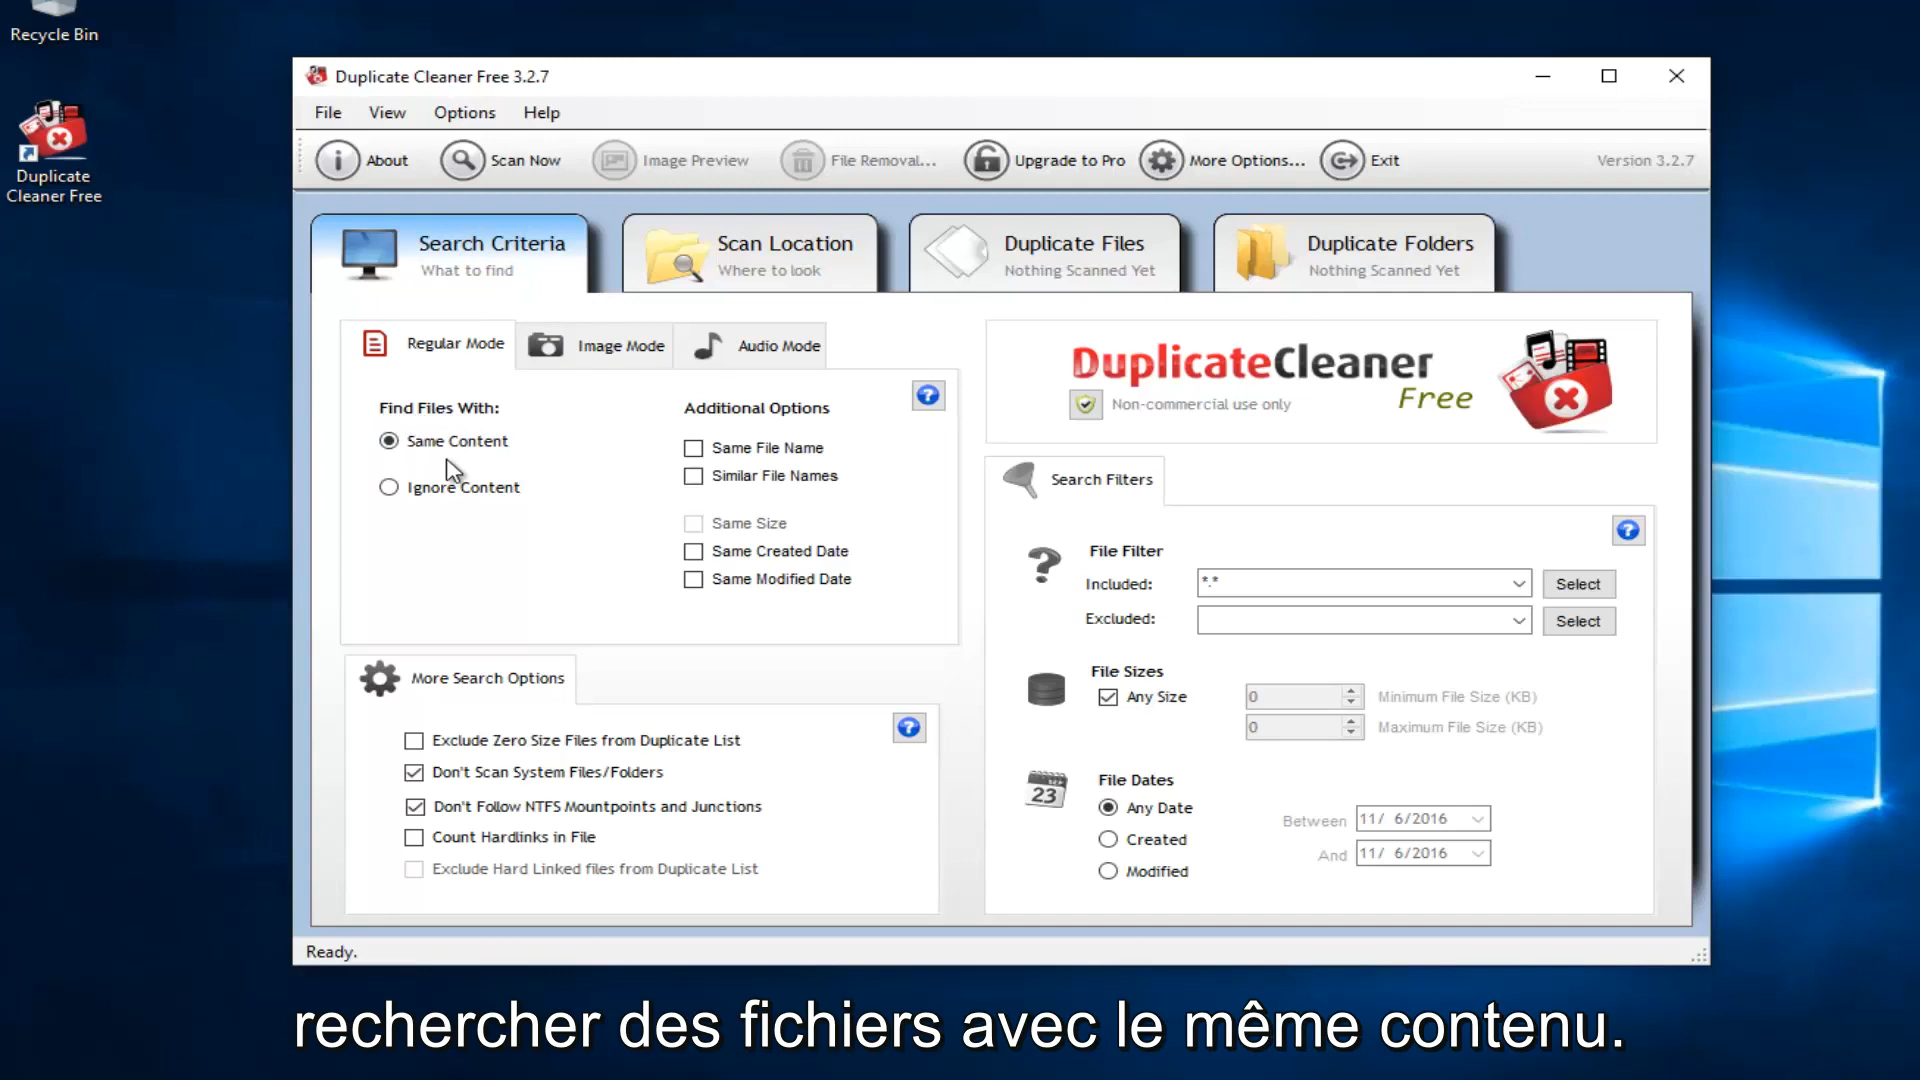 Recycle Bin
Duplicate
Cleaner Free
Duplicate Cleaner Free 3.2.7
File View Options Help
About Scan Now Image Preview File Removal... Upgrade to Pro More Options... Exit Version 3.2.7
Search Criteria
What to find
Scan Location
Where to look
Duplicate Files
Nothing Scanned Yet
Duplicate Folders
Nothing Scanned Yet
Regular Mode Image Mode Audio Mode
Find Files With:
Same Content
Ignore Content
Additional Options
Same File Name
Similar File Names
Same Size
Same Created Date
Same Modified Date
More Search Options
Exclude Zero Size Files from Duplicate List
Don't Scan System Files/Folders
Don't Follow NTFS Mountpoints and Junctions
Count Hardlinks in File
Exclude Hard Linked files from Duplicate List
DuplicateCleaner
Free
Non-commercial use only
Search Filters
File Filter
Included: *.* Select
Excluded: Select
File Sizes
Any Size 0 Minimum File Size (KB)
0 Maximum File Size (KB)
23
File Dates
Any Date
Created
Modified
Between 11/ 6/2016
And 11/ 6/2016
Ready.
rechercher des fichiers avec le même contenu.